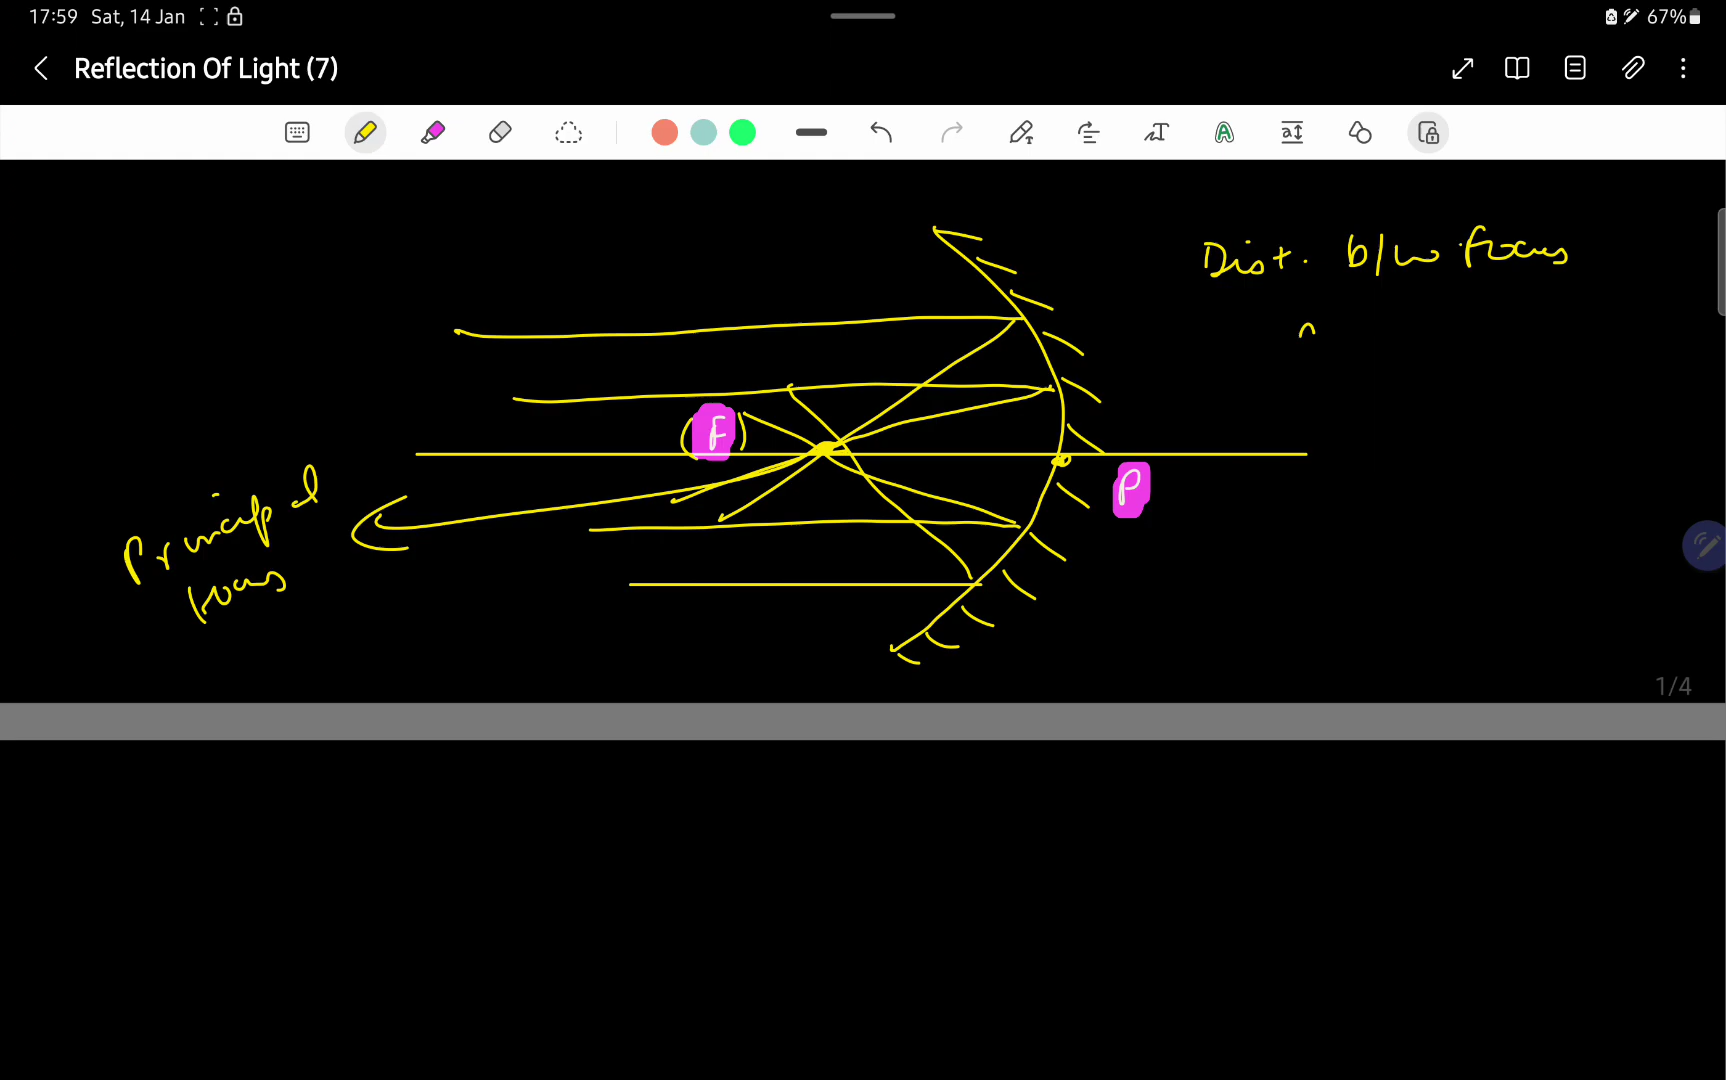 17:59 Sat, 14 Jan
67%
Reflection Of Light (7)
Dist. b/w focus
F
P
Principal
focus
1/4